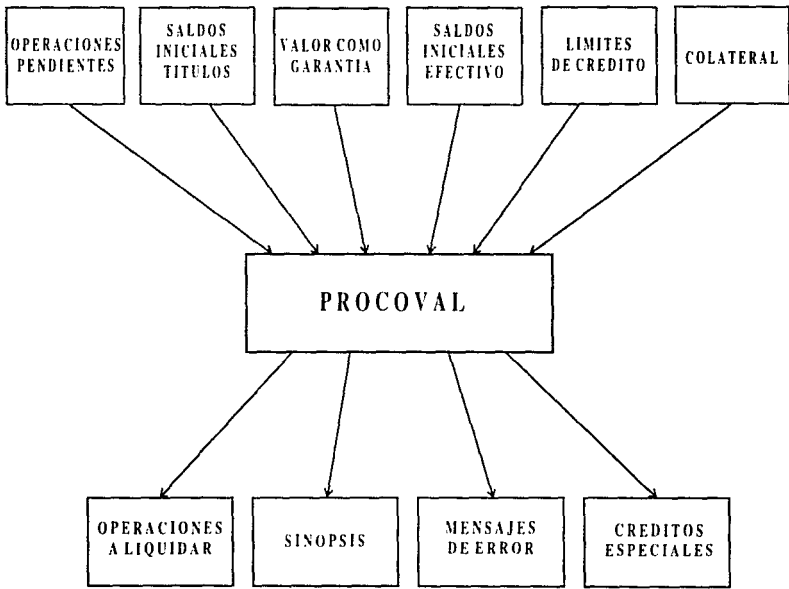 OPERACIONES
PENDIENTES
SALDOS
INICIALES
TITULOS
VALOR COMO
GARANTIA
SALDOS
INICIALES
EFECTIVO
LIMITES
DE CREDITO
COLATERAL
PROCOVAL
OPERACIONES
A LIQUIDAR
SINOPSIS
MENSAJES
DE ERROR
CREDITOS
ESPECIALES